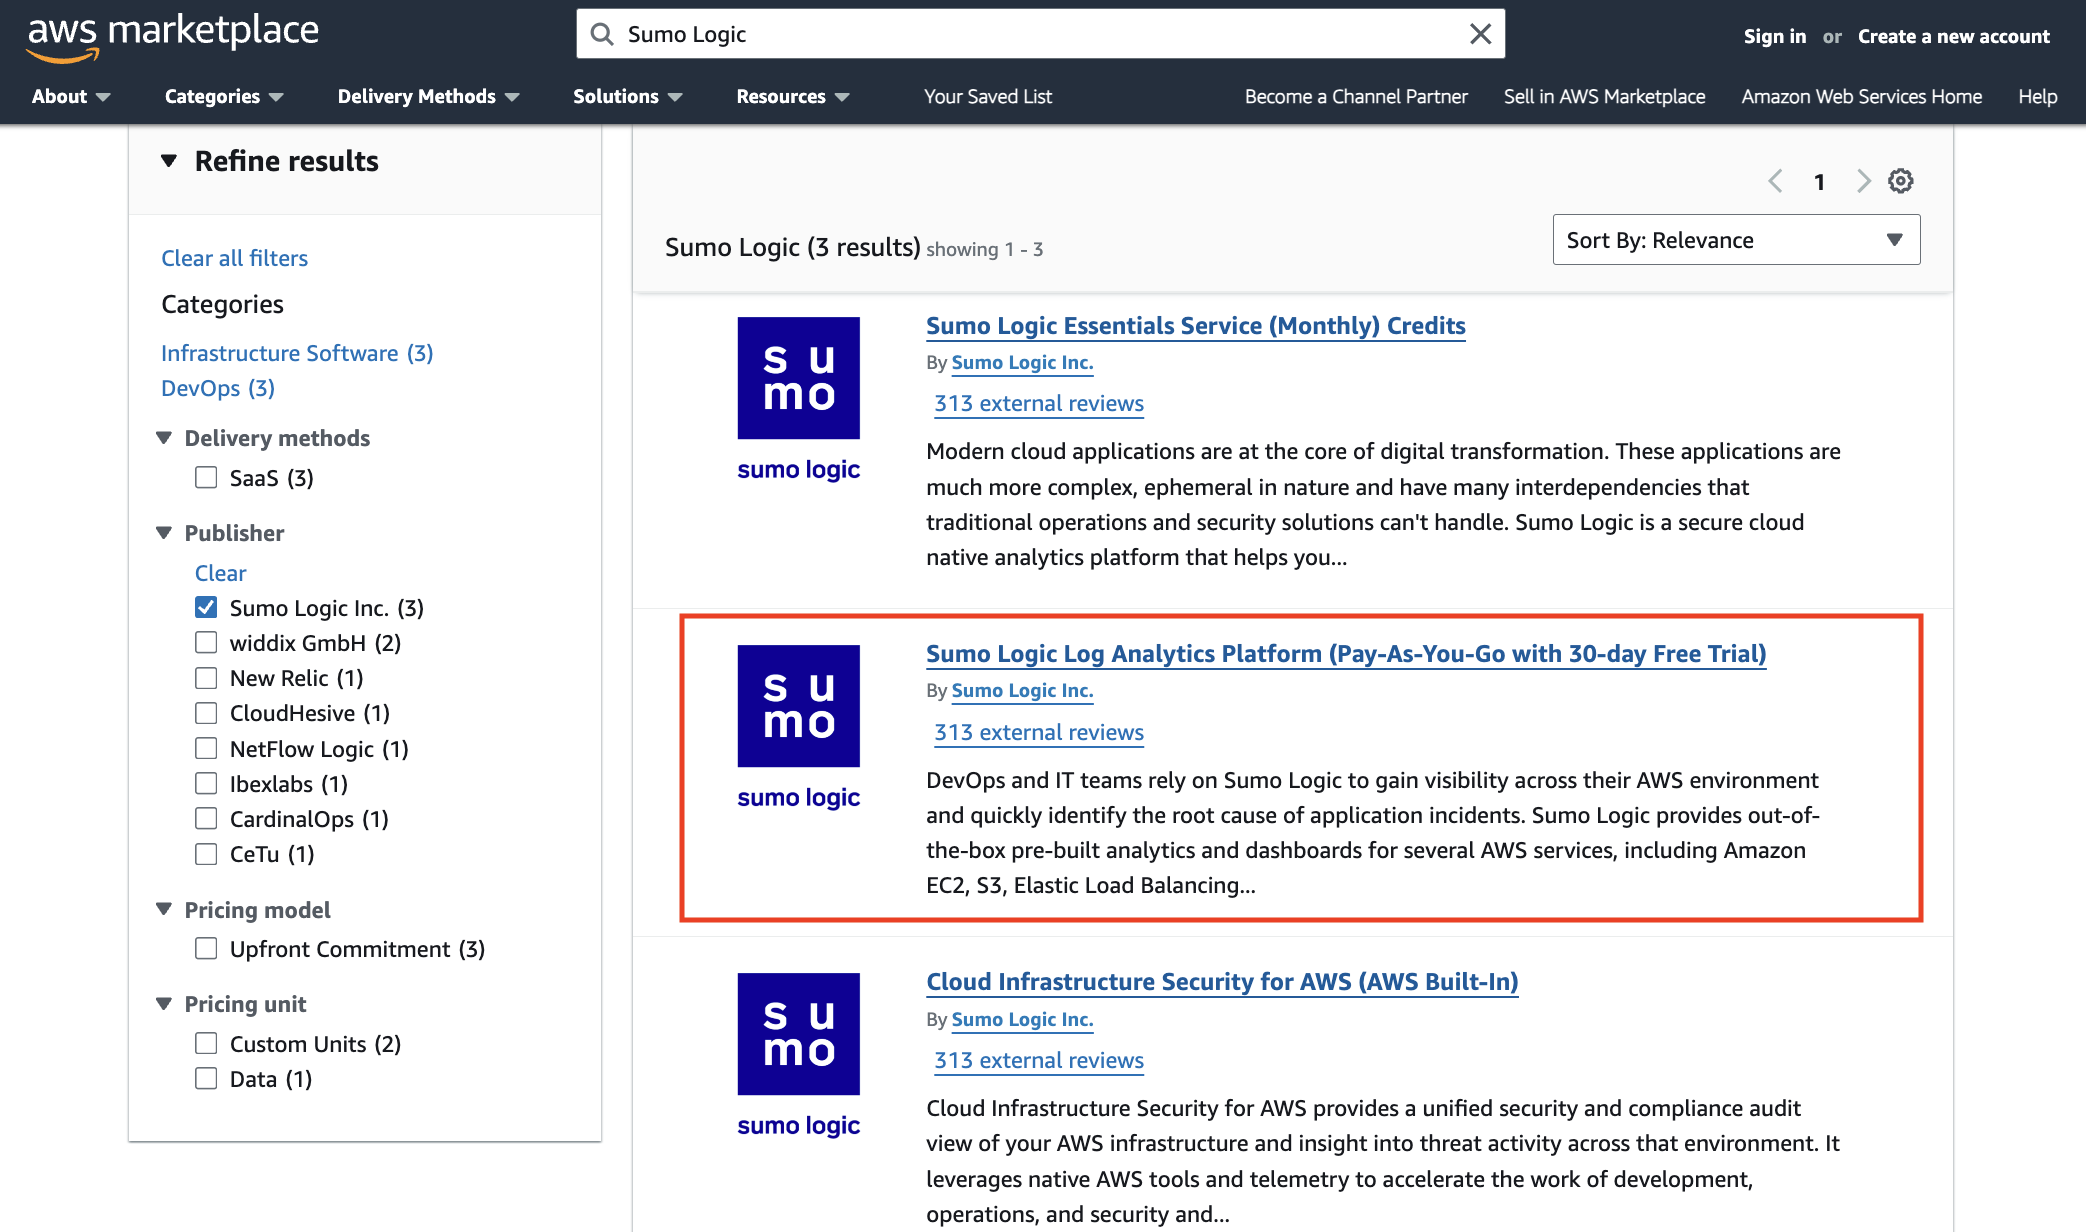 aws marketplace
Sumo Logic
Sign in or Create a new account
About
Categories
Delivery Methods
Solutions
Resources
Your Saved List
Become a Channel Partner
Sell in AWS Marketplace
Amazon Web Services Home
Help
Refine results
Clear all filters
Categories
Infrastructure Software (3)
DevOps (3)
Delivery methods
SaaS (3)
Publisher
Clear
Sumo Logic Inc. (3)
widdix GmbH (2)
New Relic (1)
CloudHesive (1)
NetFlow Logic (1)
Ibexlabs (1)
CardinalOps (1)
CeTu (1)
Pricing model
Upfront Commitment (3)
Pricing unit
Custom Units (2)
Data (1)
1
Sumo Logic (3 results) showing 1 - 3
Sort By: Relevance
su
mo
sumo logic
Sumo Logic Essentials Service (Monthly) Credits
By Sumo Logic Inc.
313 external reviews
Modern cloud applications are at the core of digital transformation. These applications are
much more complex, ephemeral in nature and have many interdependencies that
traditional operations and security solutions can't handle. Sumo Logic is a secure cloud
native analytics platform that helps you...
su
mo
sumo logic
Sumo Logic Log Analytics Platform (Pay-As-You-Go with 30-day Free Trial)
By Sumo Logic Inc.
313 external reviews
DevOps and IT teams rely on Sumo Logic to gain visibility across their AWS environment
and quickly identify the root cause of application incidents. Sumo Logic provides out-of-
the-box pre-built analytics and dashboards for several AWS services, including Amazon
EC2, S3, Elastic Load Balancing...
su
mo
sumo logic
Cloud Infrastructure Security for AWS (AWS Built-In)
By Sumo Logic Inc.
313 external reviews
Cloud Infrastructure Security for AWS provides a unified security and compliance audit
view of your AWS infrastructure and insight into threat activity across that environment. It
leverages native AWS tools and telemetry to accelerate the work of development,
operations, and security and...